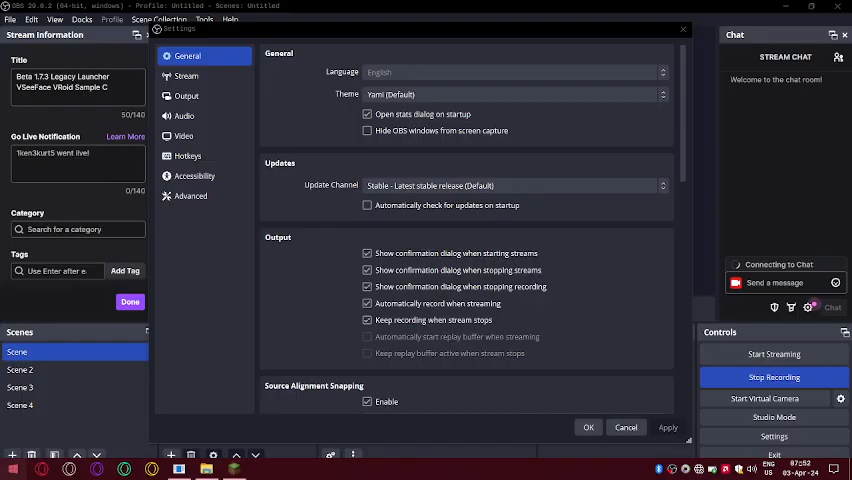 OBS 29.0.2 (64-bit, windows) - Profile: Untitled - Scenes: Untitled
File Edit View Docks Profile Scene Collection Tools Help
Stream Information
Title
Beta 1.7.3 Legacy Launcher
VSeeFace VRoid Sample C
50/140
Go Live Notification
Learn More
1ken3kurt5 went live!
0/140
Category
Search for a category
Tags
Use Enter after e
Add Tag
Done
Scenes
Scene
Scene 2
Scene 3
Scene 4
Settings
General
Stream
Output
Audio
Video
Hotkeys
Accessibility
Advanced
General
Language English
Theme Yami (Default)
Open stats dialog on startup
Hide OBS windows from screen capture
Updates
Update Channel Stable - Latest stable release (Default)
Automatically check for updates on startup
Output
Show confirmation dialog when starting streams
Show confirmation dialog when stopping streams
Show confirmation dialog when stopping recording
Automatically record when streaming
Keep recording when stream stops
Automatically start replay buffer when streaming
Keep replay buffer active when stream stops
Source Alignment Snapping
Enable
OK Cancel Apply
Chat
STREAM CHAT
Welcome to the chat room!
Connecting to Chat
Send a message
Chat
Controls
Start Streaming
Stop Recording
Start Virtual Camera
Studio Mode
Settings
Exit
ENG
US
07:52
03-Apr-24